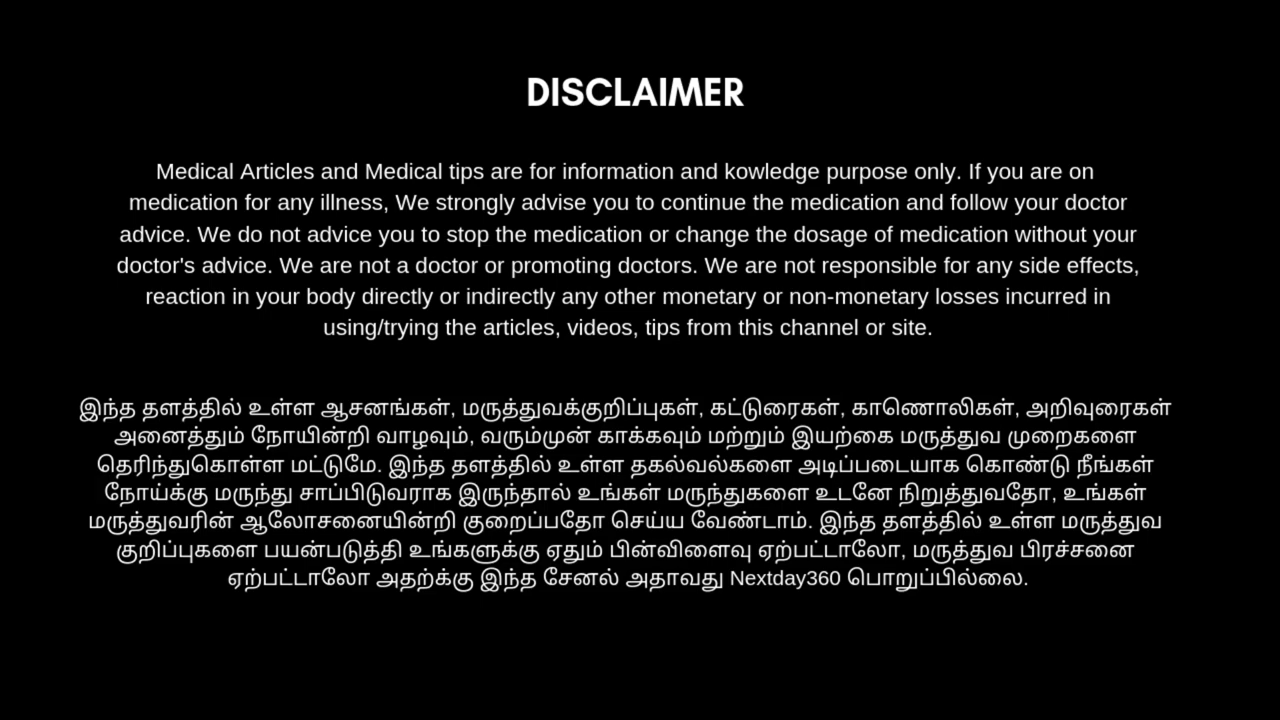 DISCLAIMER
Medical Articles and Medical tips are for information and kowledge purpose only. If you are on
medication for any illness, We strongly advise you to continue the medication and follow your doctor
advice. We do not advice you to stop the medication or change the dosage of medication without your
doctor's advice. We are not a doctor or promoting doctors. We are not responsible for any side effects,
reaction in your body directly or indirectly any other monetary or non-monetary losses incurred in
using/trying the articles, videos, tips from this channel or site.
இந்த தளத்தில் உள்ள ஆசனங்கள், மருத்துவக்குறிப்புகள், கட்டுரைகள், காணொலிகள், அறிவுரைகள்
அனைத்தும் நோயின்றி வாழவும், வரும்முன் காக்கவும் மற்றும் இயற்கை மருத்துவ முறைகளை
தெரிந்துகொள்ள மட்டுமே. இந்த தளத்தில் உள்ள தகல்வல்களை அடிப்படையாக கொண்டு நீங்கள்
நோய்க்கு மருந்து சாப்பிடுவராக இருந்தால் உங்கள் மருந்துகளை உடனே நிறுத்துவதோ, உங்கள்
மருத்துவரின் ஆலோசனையின்றி குறைப்பதோ செய்ய வேண்டாம். இந்த தளத்தில் உள்ள மருத்துவ
குறிப்புகளை பயன்படுத்தி உங்களுக்கு ஏதும் பின்விளைவு ஏற்பட்டாலோ, மருத்துவ பிரச்சனை
ஏற்பட்டாலோ அதற்க்கு இந்த சேனல் அதாவது Nextday360 பொறுப்பில்லை.